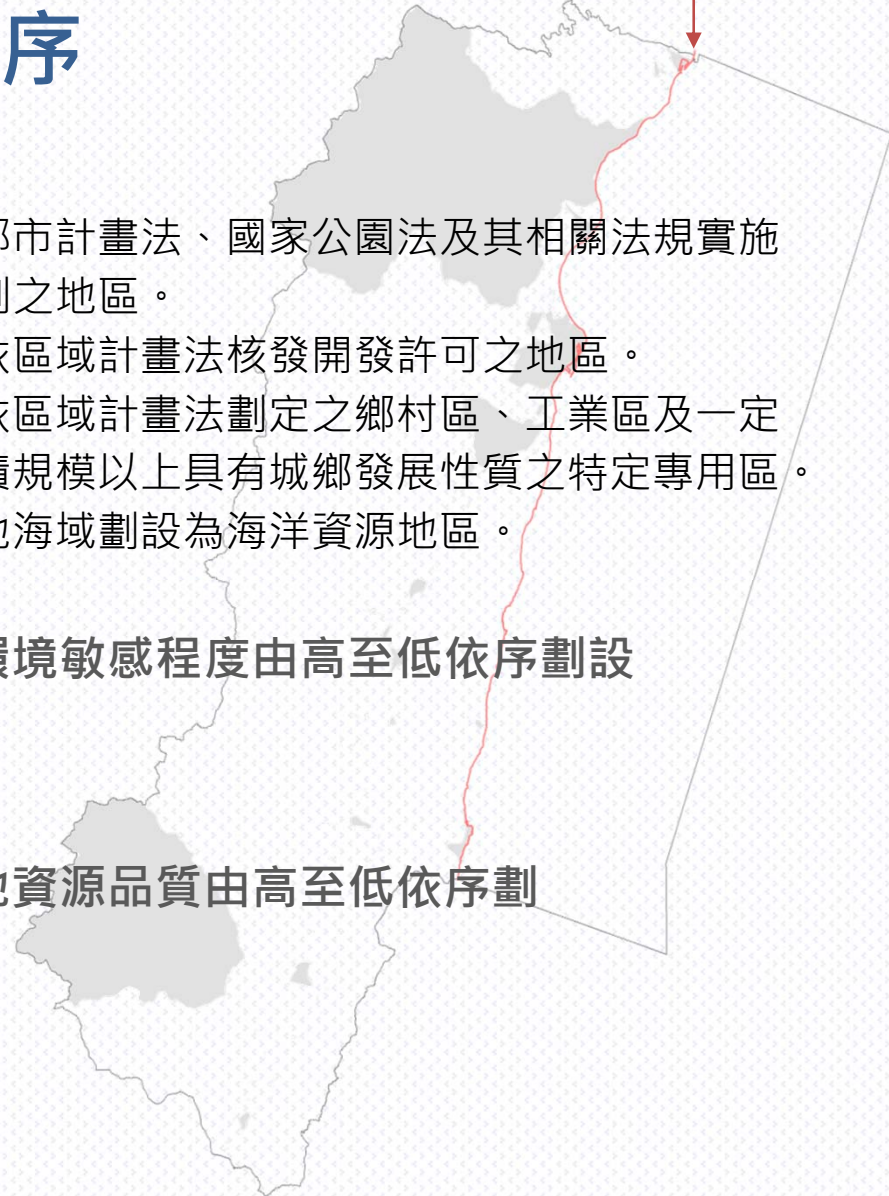 序
都市計畫法、國家公園法及其相關法規實施
之地區。
依區域計畫法核發開發許可之地區。
依區域計畫法劃定之鄉村區、工業區及一定
規模以上具有城鄉發展性質之特定專用區。
海域劃設為海洋資源地區。
環境敏感程度由高至低依序劃設
資源品質由高至低依序劃